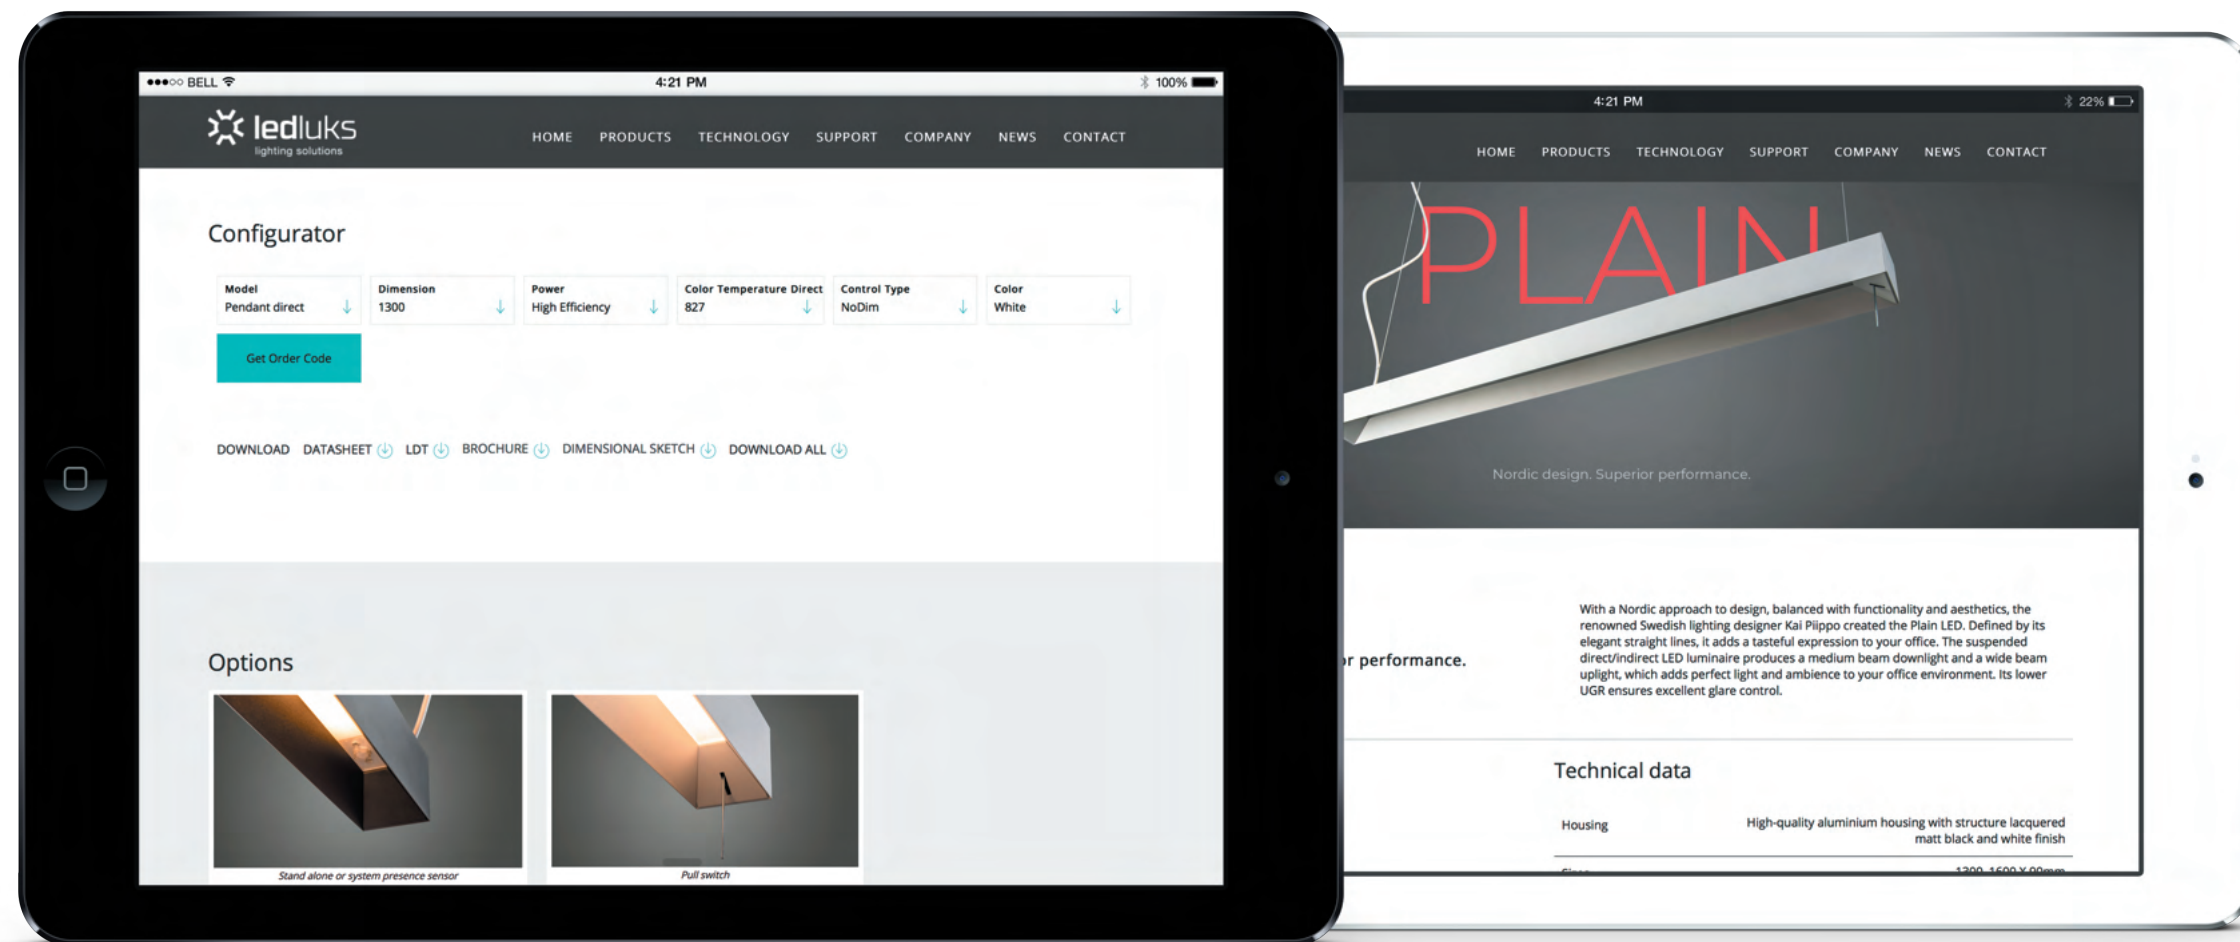 BELL
4:21 PM
100%
ledluks
lighting solutions
HOME PRODUCTS TECHNOLOGY SUPPORT COMPANY NEWS CONTACT
Configurator
Model
Pendant direct
Dimension
1300
Power
High Efficiency
Color Temperature Direct
827
Control Type
NoDim
Color
White
Get Order Code
DOWNLOAD DATASHEET LDT BROCHURE DIMENSIONAL SKETCH DOWNLOAD ALL
Options
Stand alone or system presence sensor
Pull switch
4:21 PM
22%
HOME PRODUCTS TECHNOLOGY SUPPORT COMPANY NEWS CONTACT
PLAIN
Nordic design. Superior performance.
r performance.
With a Nordic approach to design, balanced with functionality and aesthetics, the
renowned Swedish lighting designer Kai Piippo created the Plain LED. Defined by its
elegant straight lines, it adds a tasteful expression to your office. The suspended
direct/indirect LED luminaire produces a medium beam downlight and a wide beam
uplight, which adds perfect light and ambience to your office environment. Its lower
UGR ensures excellent glare control.
Technical data
Housing
High-quality aluminium housing with structure lacquered
matt black and white finish